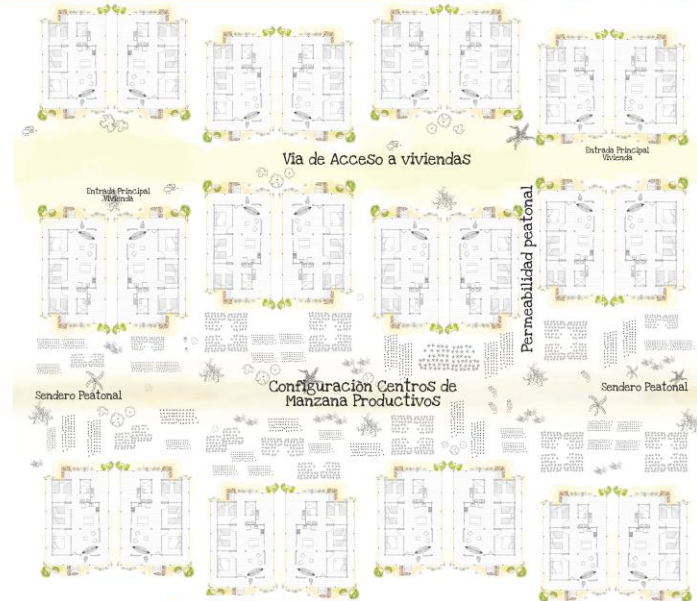 Via de Acceso a viviendas
Entrada Principal
Vivienda
Entrada Principal
Vivienda
Permeabilidad peatonal
Sendero Peatonal
Configuración Centros de
Manzana Productivos
Sendero Peatonal